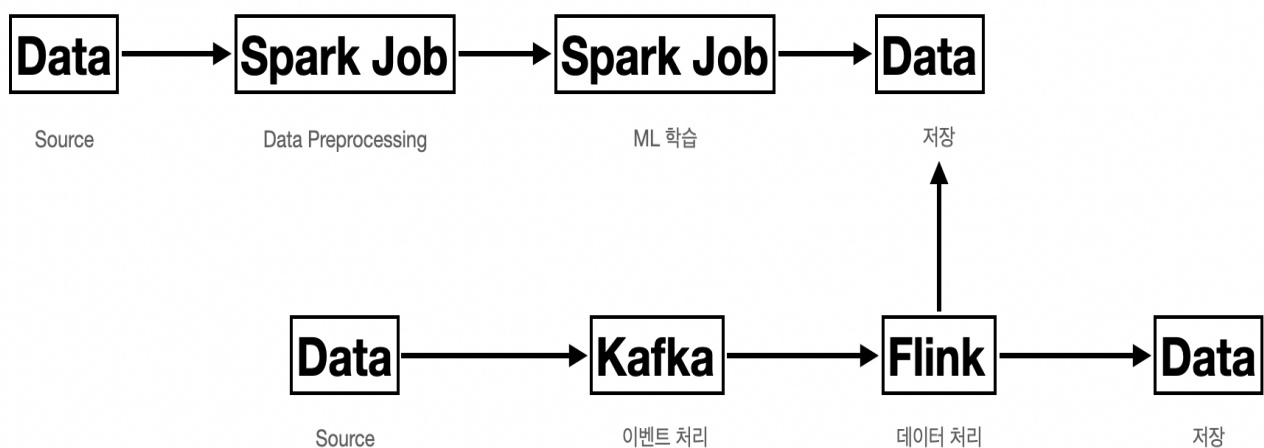 Data Spark Job Spark Job Data
Source Data Preprocessing ML 학습 저장
Data Kafka Flink Data
Source 이벤트 처리 데이터 처리 저장